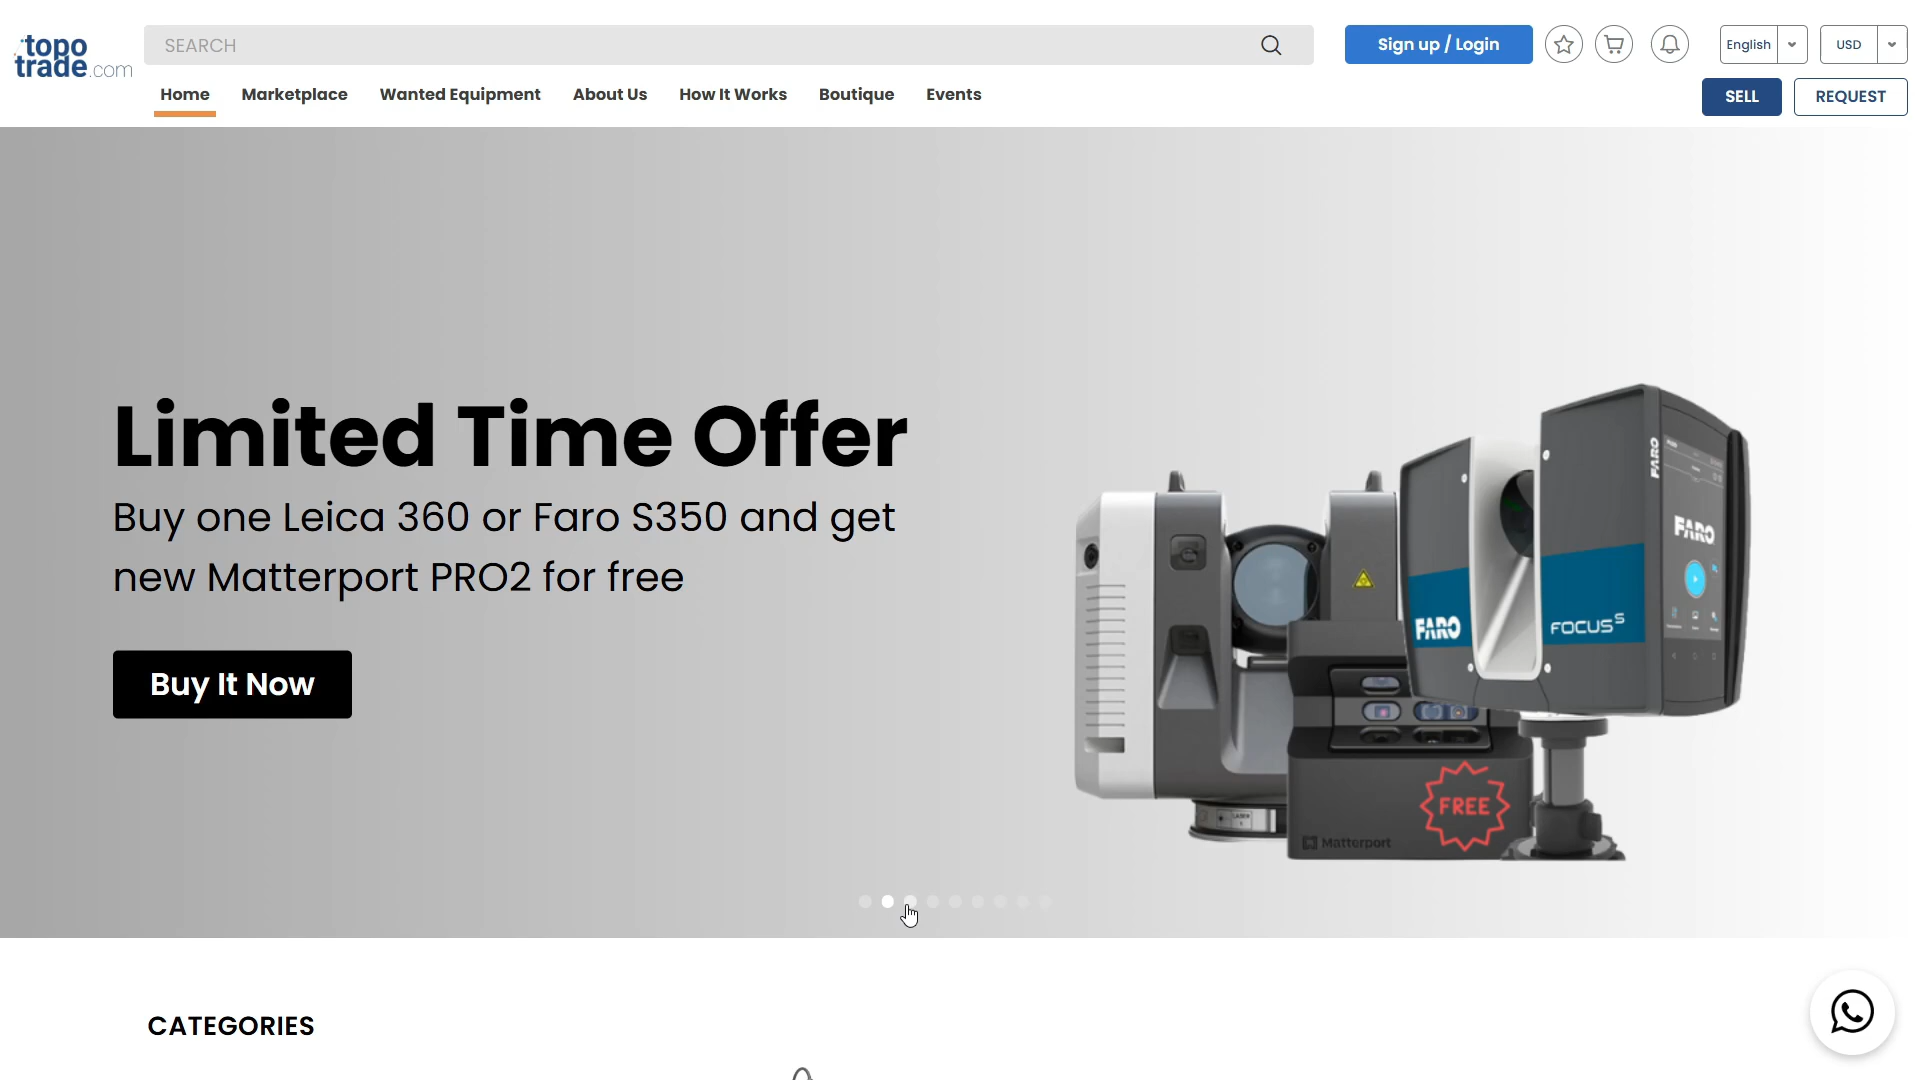 topo
trade.com
SEARCH
Sign up / Login
English
USD
Home
Marketplace
Wanted Equipment
About Us
How It Works
Boutique
Events
SELL
REQUEST
Limited Time Offer
Buy one Leica 360 or Faro S350 and get
new Matterport PRO2 for free
Buy It Now
FARO
FARO
FARO
FOCUS S
FREE
Matterport
CATEGORIES